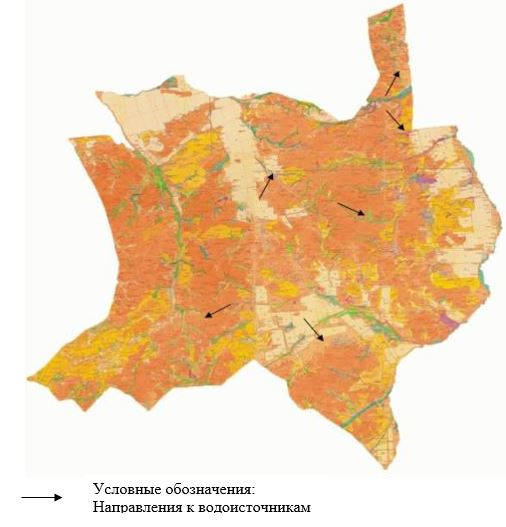 Условные обозначения:
Направления к водоисточникам